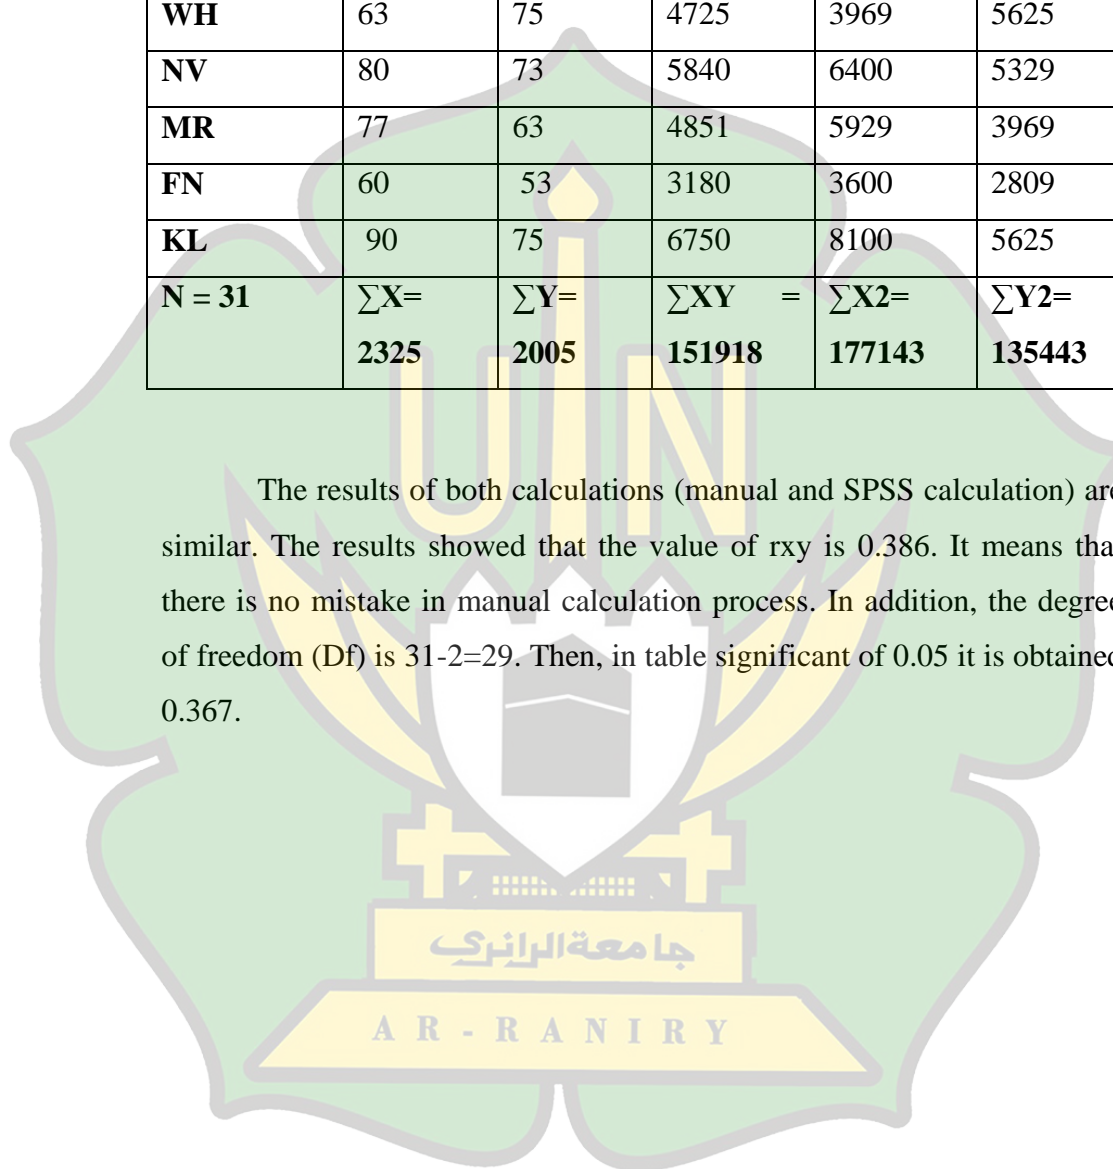 WH 63 75 4725 3969 5625
NV 80 73 5840 6400 5329
MR 77 63 4851 5929 3969
FN 60 53 3180 3600 2809
KL 90 75 6750 8100 5625
N = 31 ∑X= ∑Y= ∑XY = ∑X2= ∑Y2=
2325 2005 151918 177143 135443
The results of both calculations (manual and SPSS calculation) are
similar. The results showed that the value of rxy is 0.386. It means that
there is no mistake in manual calculation process. In addition, the degree
of freedom (Df) is 31-2=29. Then, in table significant of 0.05 it is obtained
0.367.
UIN
جامعةالرانري
AR-RANIRY